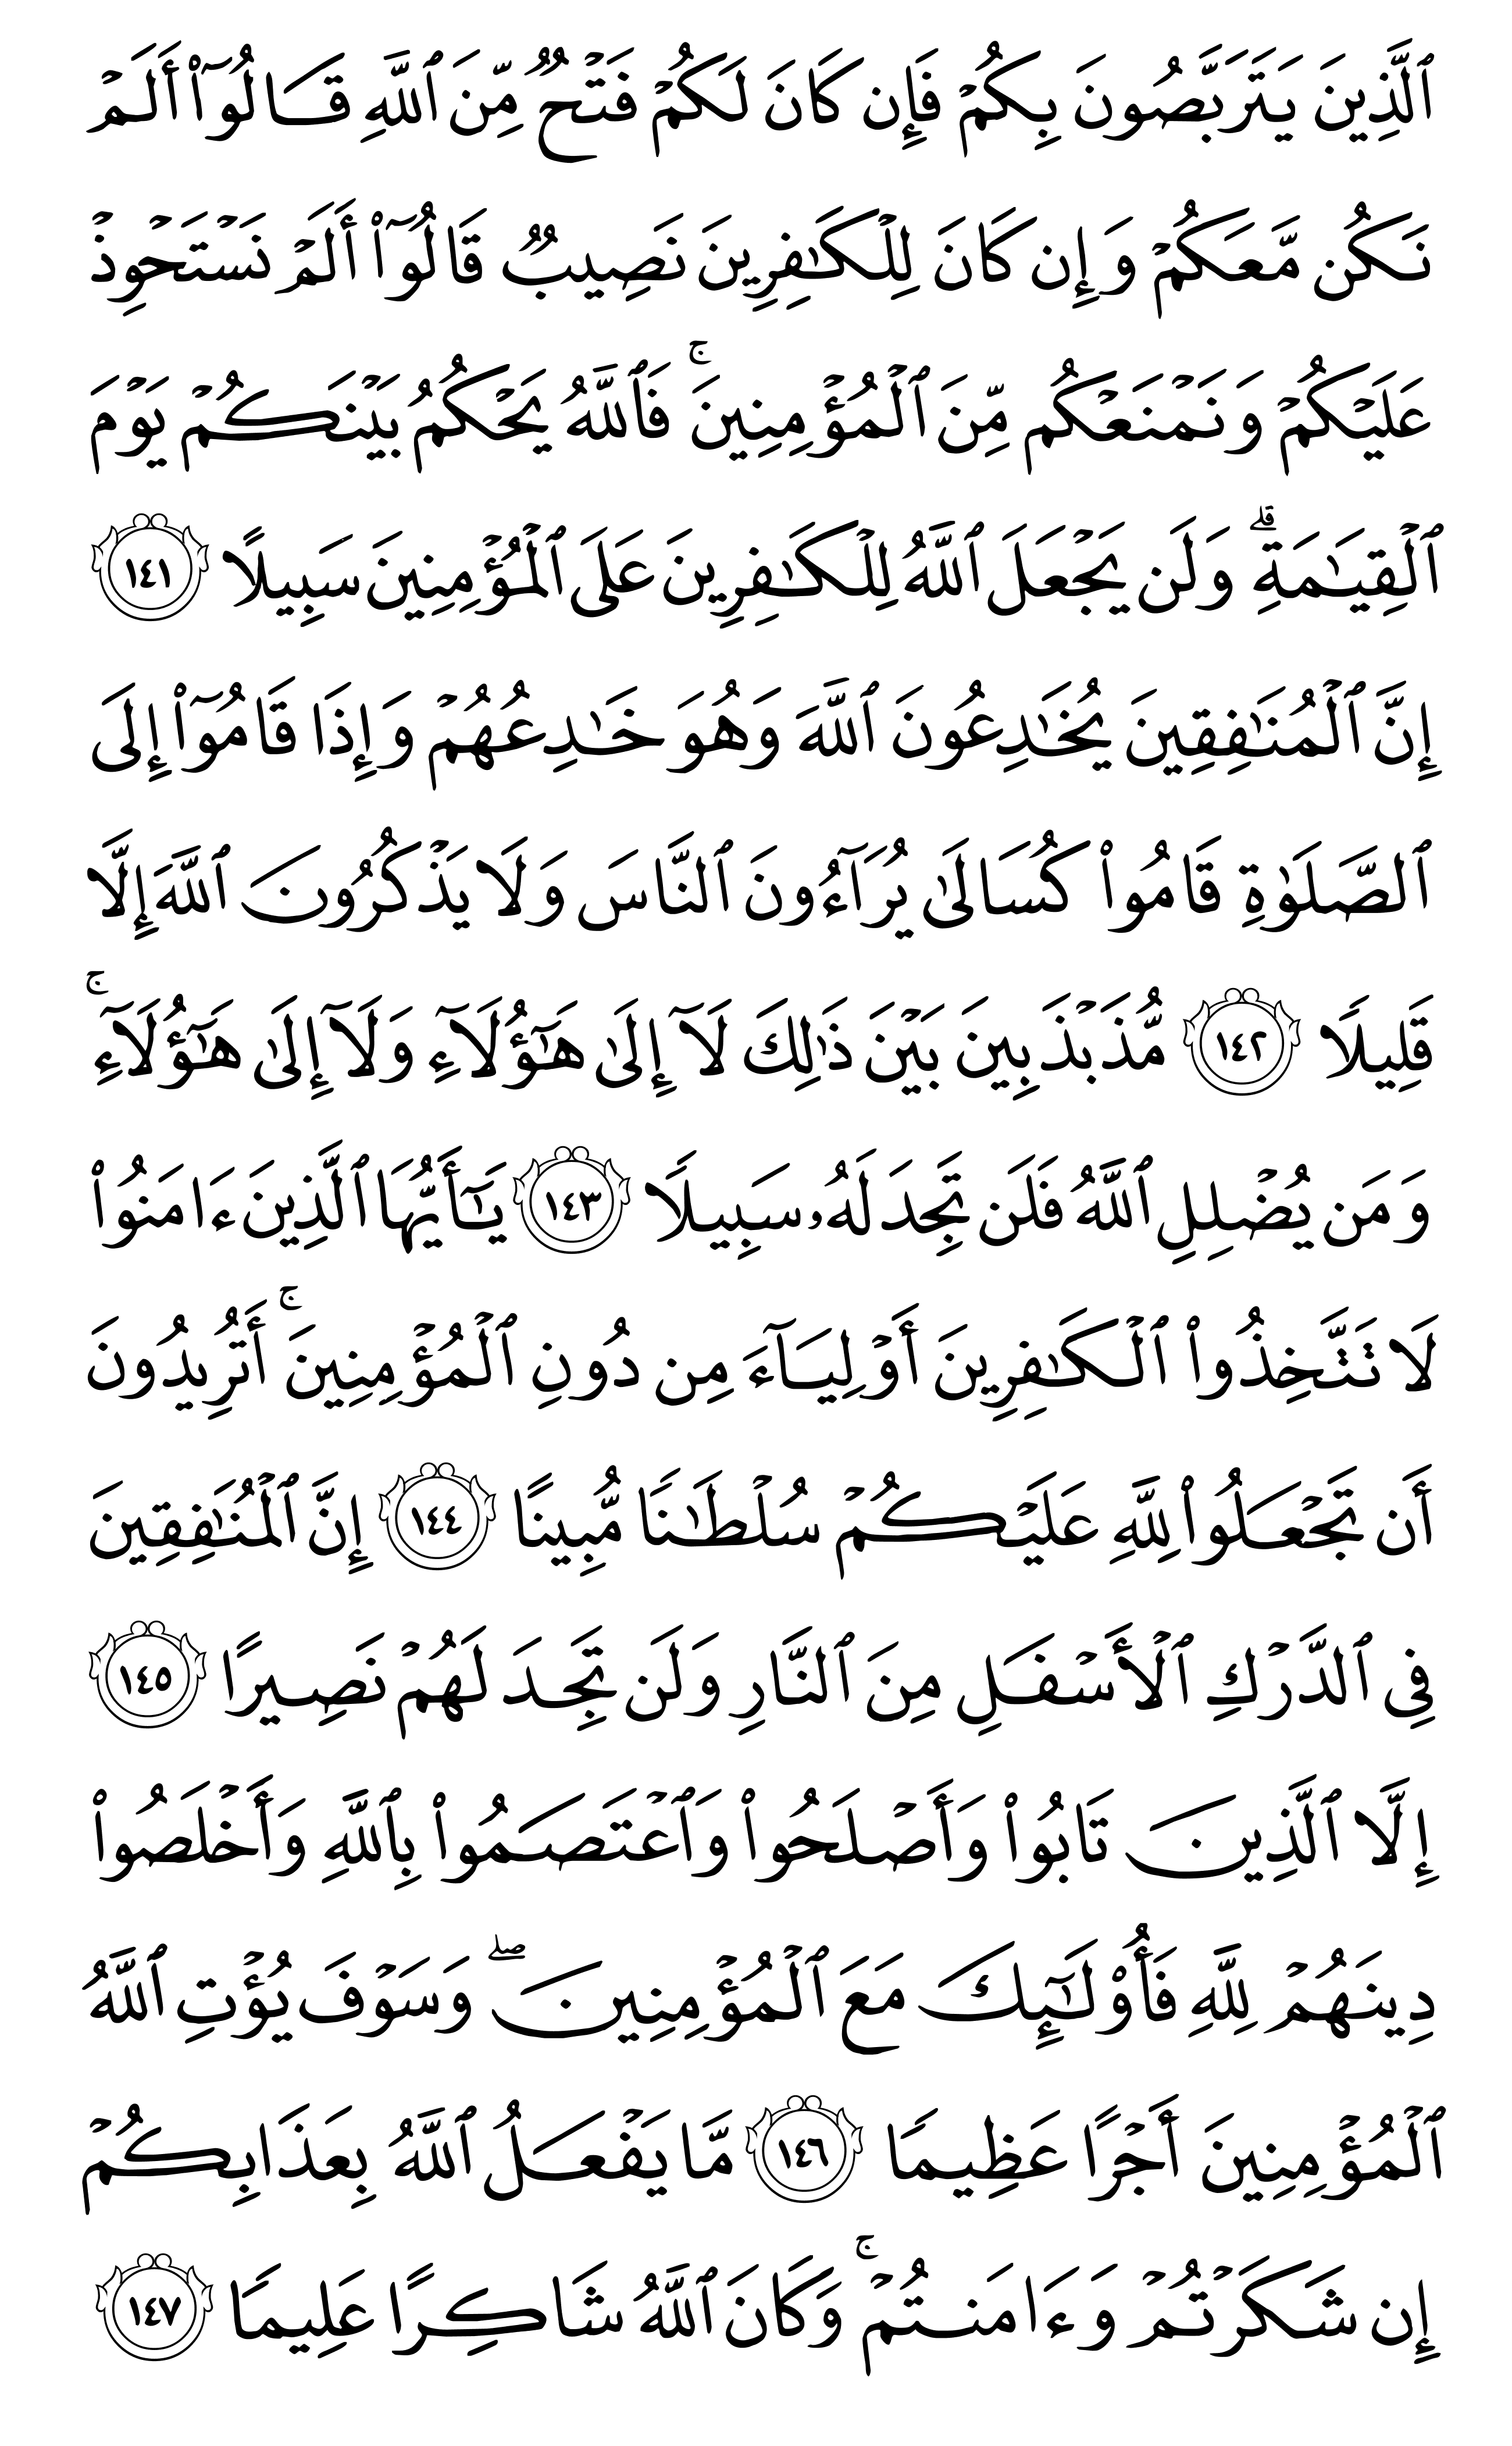 ٱلَّذِينَ يَتَرَبَّصُونَ بِكُمْ فَإِن كَانَ لَكُمْ فَتْحٌ مِّنَ ٱللَّهِ قَالُوٓا۟ أَلَمْ
نَكُن مَّعَكُمْ وَإِن كَانَ لِلْكَـٰفِرِينَ نَصِيبٌ قَالُوٓا۟ أَلَمْ نَسْتَحْوِذْ
عَلَيْكُمْ وَنَمْنَعْكُم مِّنَ ٱلْمُؤْمِنِينَ ۚ فَٱللَّهُ يَحْكُمُ بَيْنَكُمْ يَوْمَ
ٱلْقِيَـٰمَةِ ۗ وَلَن يَجْعَلَ ٱللَّهُ لِلْكَـٰفِرِينَ عَلَى ٱلْمُؤْمِنِينَ سَبِيلًا ١٤١
إِنَّ ٱلْمُنَـٰفِقِينَ يُخَـٰدِعُونَ ٱللَّهَ وَهُوَ خَـٰدِعُهُمْ وَإِذَا قَامُوٓا۟ إِلَى
ٱلصَّلَوٰةِ قَامُوا۟ كُسَالَىٰ يُرَآءُونَ ٱلنَّاسَ وَلَا يَذْكُرُونَ ٱللَّهَ إِلَّا
قَلِيلًا ١٤٢ مُّذَبْذَبِينَ بَيْنَ ذَٰلِكَ لَآ إِلَىٰ هَـٰٓؤُلَآءِ وَلَآ إِلَىٰ هَـٰٓؤُلَآءِ ۚ
وَمَن يُضْلِلِ ٱللَّهُ فَلَن تَجِدَ لَهُۥ سَبِيلًا ١٤٣ يَـٰٓأَيُّهَا ٱلَّذِينَ ءَامَنُوا۟
لَا تَتَّخِذُوا۟ ٱلْكَـٰفِرِينَ أَوْلِيَآءَ مِن دُونِ ٱلْمُؤْمِنِينَ ۚ أَتُرِيدُونَ
أَن تَجْعَلُوا۟ لِلَّهِ عَلَيْكُمْ سُلْطَـٰنًا مُّبِينًا ١٤٤ إِنَّ ٱلْمُنَـٰفِقِينَ
فِى ٱلدَّرْكِ ٱلْأَسْفَلِ مِنَ ٱلنَّارِ وَلَن تَجِدَ لَهُمْ نَصِيرًا ١٤٥
إِلَّا ٱلَّذِينَ تَابُوا۟ وَأَصْلَحُوا۟ وَٱعْتَصَمُوا۟ بِٱللَّهِ وَأَخْلَصُوا۟
دِينَهُمْ لِلَّهِ فَأُو۟لَـٰٓئِكَ مَعَ ٱلْمُؤْمِنِينَ ۖ وَسَوْفَ يُؤْتِ ٱللَّهُ
ٱلْمُؤْمِنِينَ أَجْرًا عَظِيمًا ١٤٦ مَّا يَفْعَلُ ٱللَّهُ بِعَذَابِكُمْ
إِن شَكَرْتُمْ وَءَامَنتُمْ ۚ وَكَانَ ٱللَّهُ شَاكِرًا عَلِيمًا ١٤٧